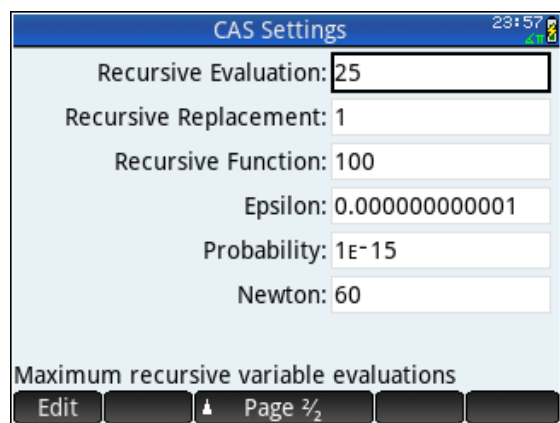 CAS Settings 23:57
∡π
Recursive Evaluation: 25
Recursive Replacement: 1
Recursive Function: 100
Epsilon: 0.000000000001
Probability: 1ᴇ⁻15
Newton: 60
Maximum recursive variable evaluations
Edit Page ²⁄₂